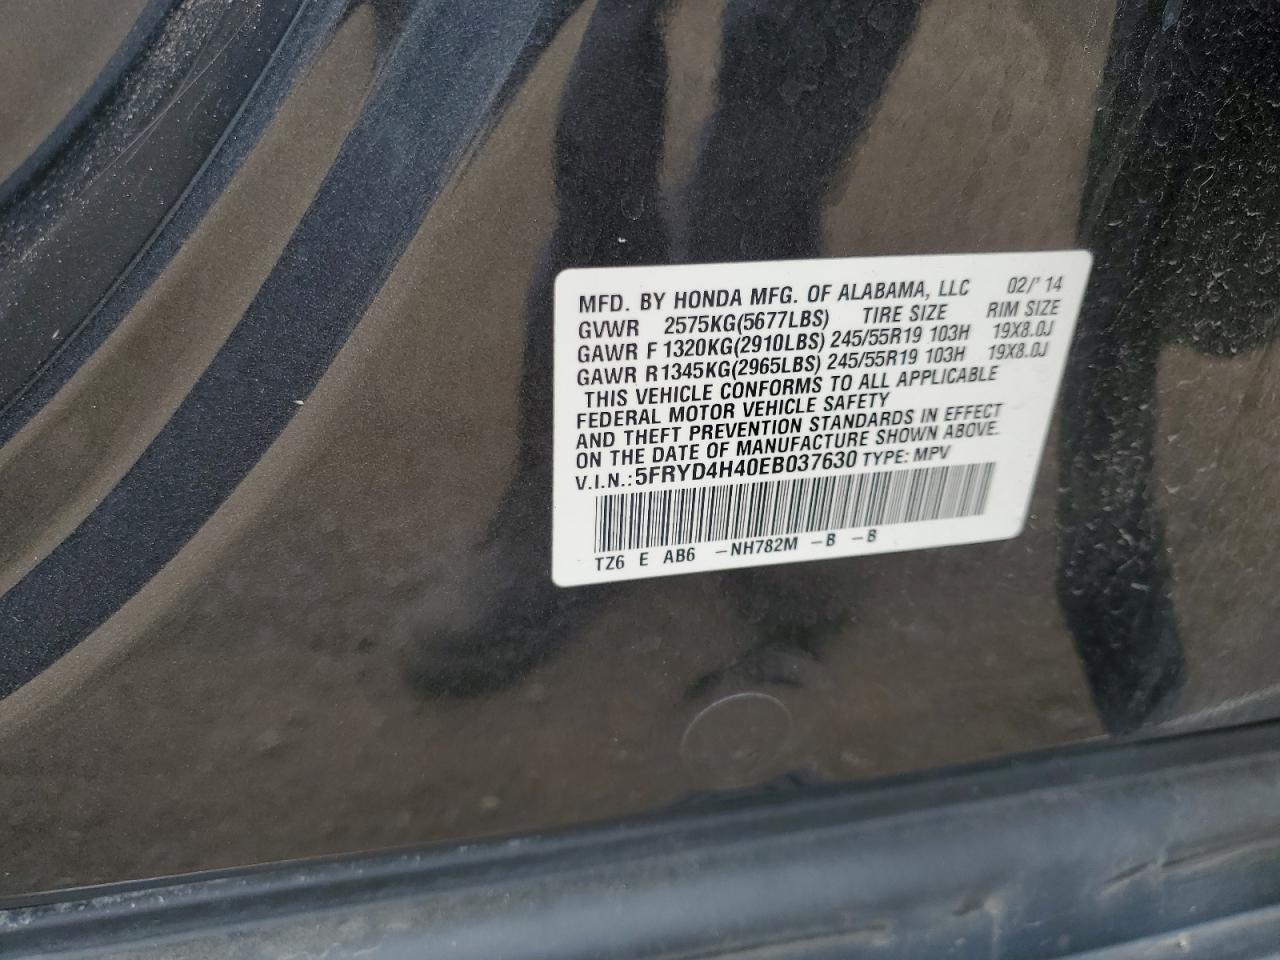 MFD. BY HONDA MFG. OF ALABAMA, LLC 02/'14
GVWR 2575KG(5677LBS) TIRE SIZE RIM SIZE
GAWR F 1320KG(2910LBS) 245/55R19 103H 19X8.0J
GAWR R 1345KG(2965LBS) 245/55R19 103H 19X8.0J
THIS VEHICLE CONFORMS TO ALL APPLICABLE
FEDERAL MOTOR VEHICLE SAFETY
AND THEFT PREVENTION STANDARDS IN EFFECT
ON THE DATE OF MANUFACTURE SHOWN ABOVE.
V.I.N.: 5FRYD4H40EB037630 TYPE: MPV
TZ6 E AB6 -NH782M -B -B